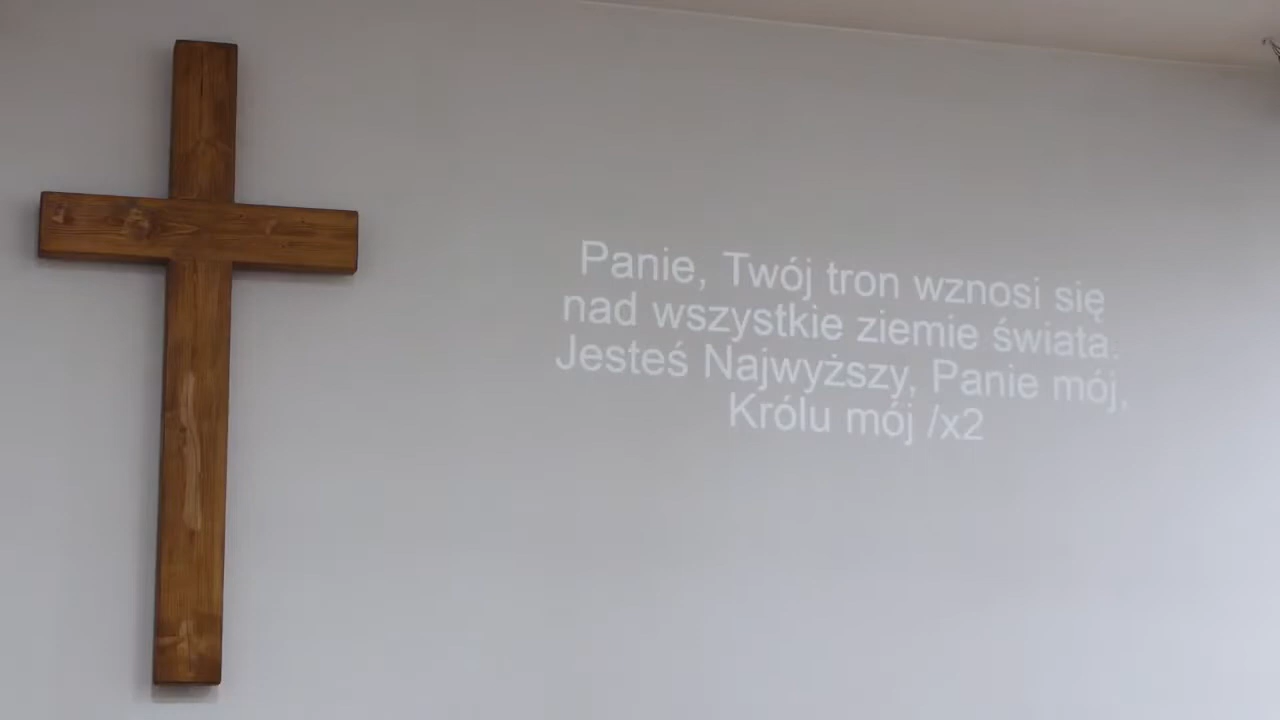 Panie, Twój tron wznosi się
nad wszystkie ziemie świata.
Jesteś Najwyższy, Panie mój,
Królu mój /x2